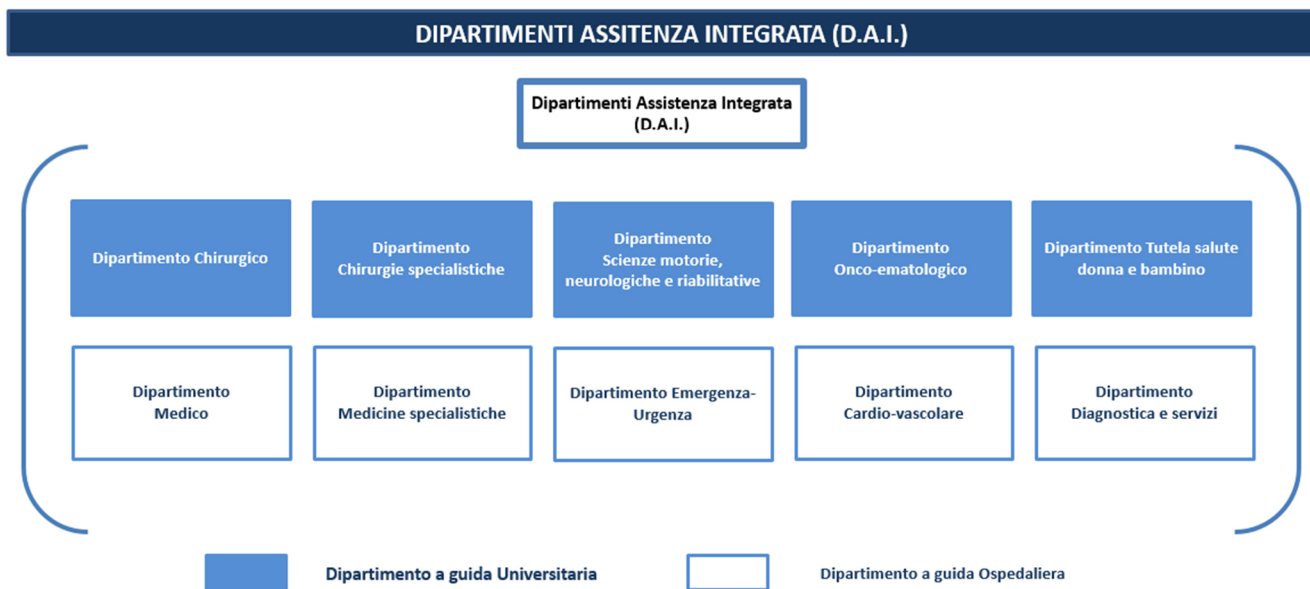 DIPARTIMENTI ASSITENZA INTEGRATA (D.A.I.)
Dipartimenti Assistenza Integrata
(D.A.I.)
Dipartimento Chirurgico
Dipartimento
Chirurgie specialistiche
Dipartimento
Scienze motorie,
neurologiche e riabilitative
Dipartimento
Onco-ematologico
Dipartimento Tutela salute
donna e bambino
Dipartimento
Medico
Dipartimento
Medicine specialistiche
Dipartimento Emergenza-
Urgenza
Dipartimento
Cardio-vascolare
Dipartimento
Diagnostica e servizi
Dipartimento a guida Universitaria
Dipartimento a guida Ospedaliera